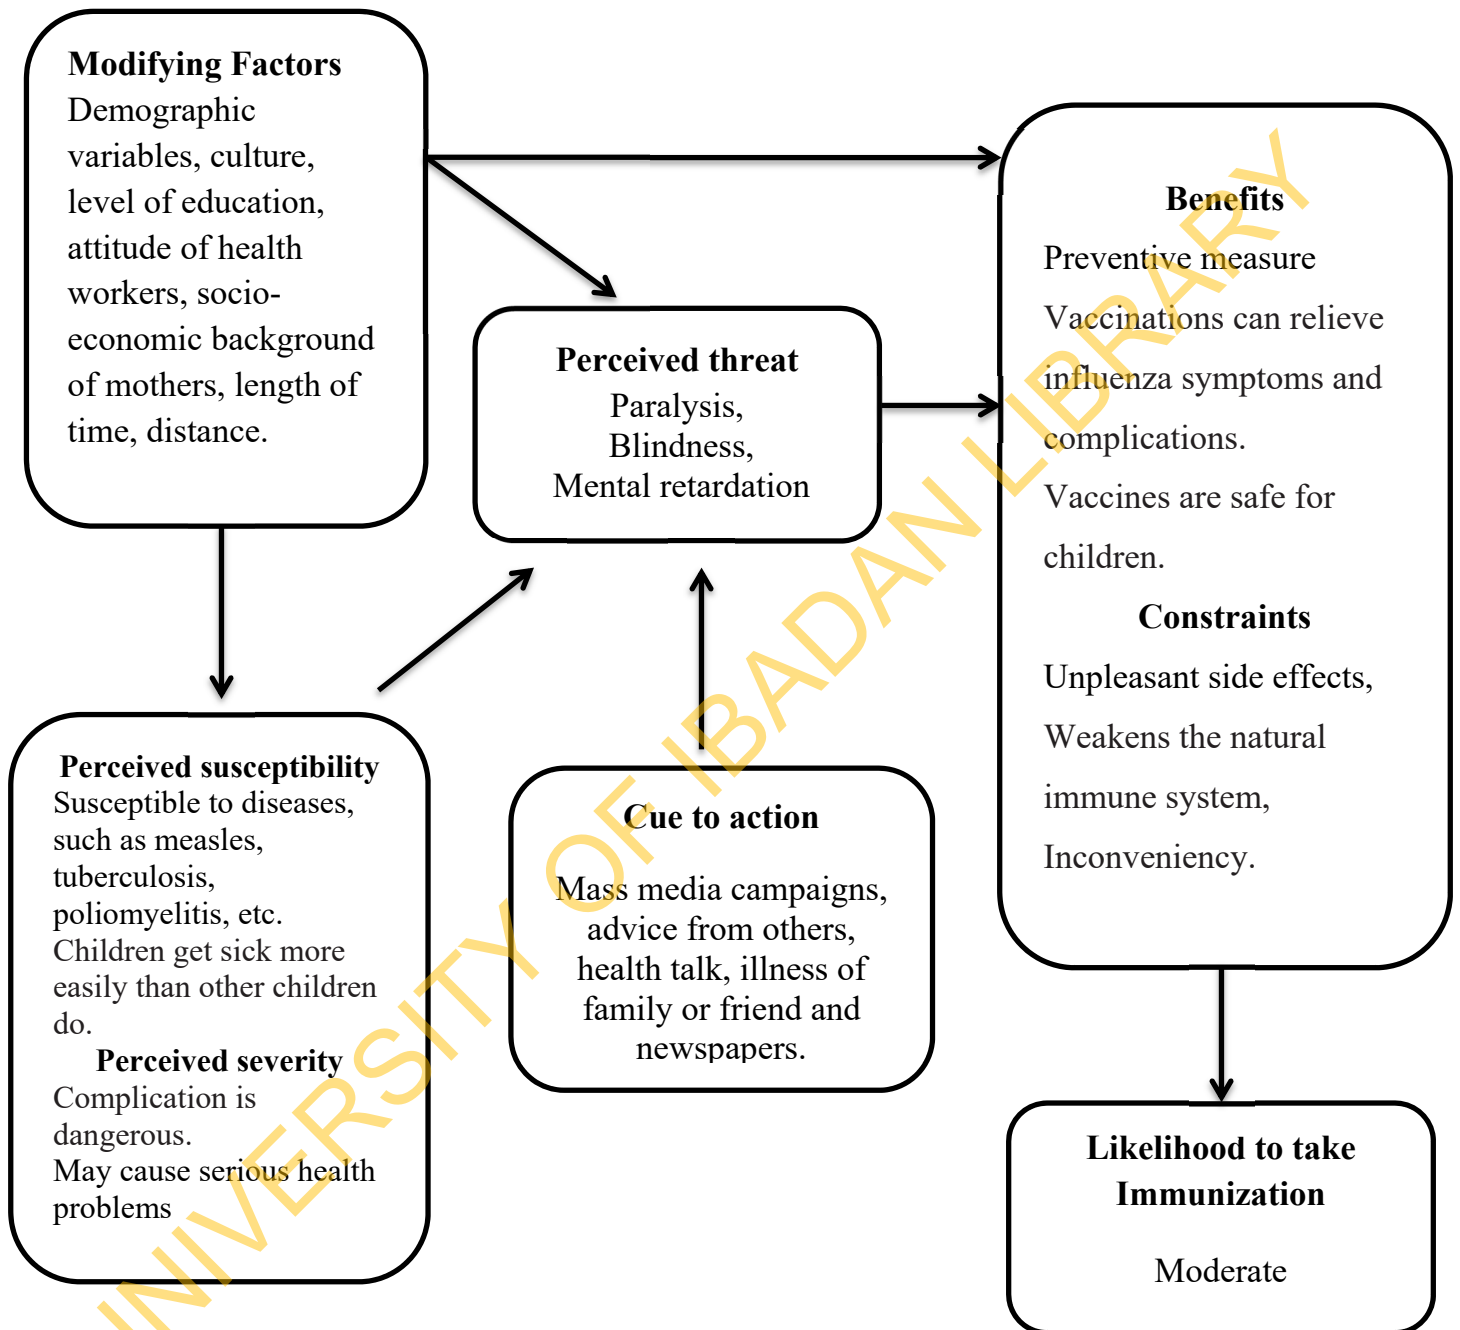 Modifying Factors
Demographic
variables, culture,
level of education,
attitude of health
workers, socio-
economic background
of mothers, length of
time, distance.
Perceived threat
Paralysis,
Blindness,
Mental retardation
Benefits
Preventive measure
Vaccinations can relieve
influenza symptoms and
complications.
Vaccines are safe for
children.
Constraints
Unpleasant side effects,
Weakens the natural
immune system,
Inconveniency.
Perceived susceptibility
Susceptible to diseases,
such as measles,
tuberculosis,
poliomyelitis, etc.
Children get sick more
easily than other children
do.
Perceived severity
Complication is
dangerous.
May cause serious health
problems
Cue to action
Mass media campaigns,
advice from others,
health talk, illness of
family or friend and
newspapers.
Likelihood to take
Immunization
Moderate
UNIVERSITY OF IBADAN LIBRARY